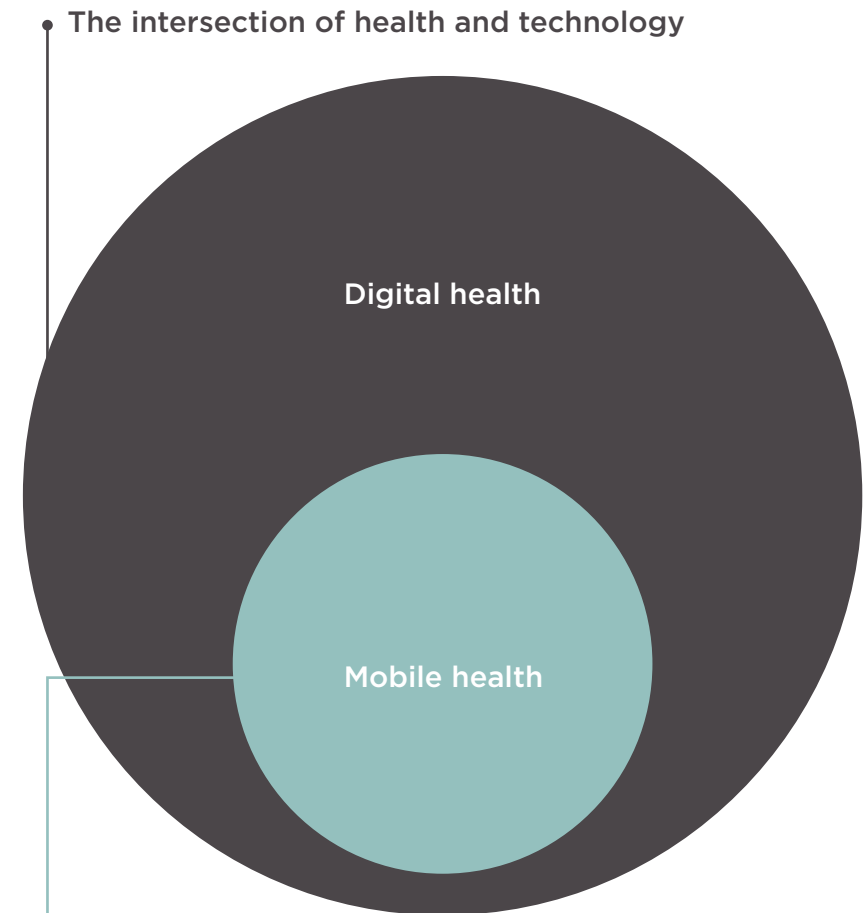 The intersection of health and technology
Digital health
Mobile health